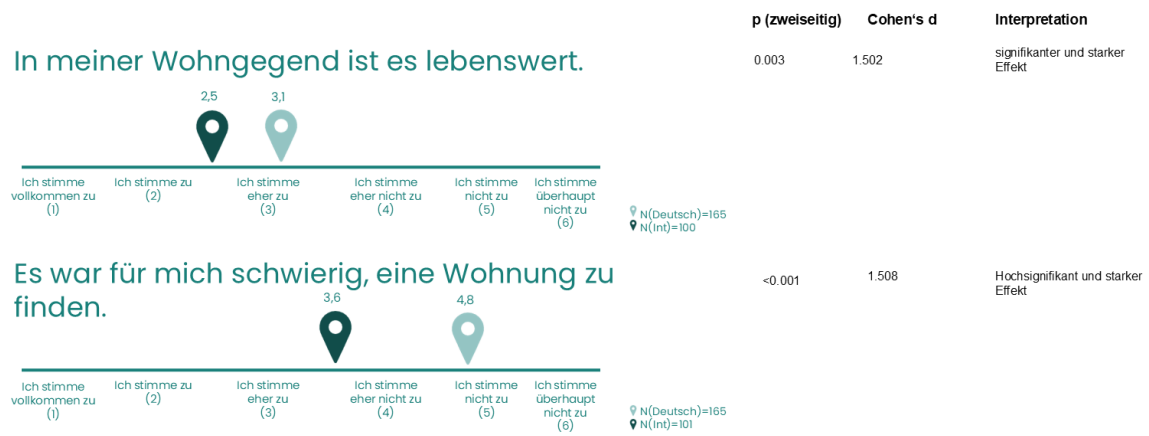 p (zweiseitig) Cohen‘s d Interpretation
In meiner Wohngegend ist es lebenswert.
0.003 1.502 signifikanter und starker
Effekt
2,5 3,1
Ich stimme Ich stimme zu Ich stimme Ich stimme Ich stimme Ich stimme
vollkommen zu (2) eher zu eher nicht zu nicht zu überhaupt
(1) (3) (4) (5) nicht zu
(6)
N(Deutsch)=165
N(Int)=100
Es war für mich schwierig, eine Wohnung zu
finden.
<0.001 1.508 Hochsignifikant und starker
Effekt
3,6 4,8
Ich stimme Ich stimme zu Ich stimme Ich stimme Ich stimme Ich stimme
vollkommen zu (2) eher zu eher nicht zu nicht zu überhaupt
(1) (3) (4) (5) nicht zu
(6)
N(Deutsch)=165
N(Int)=101